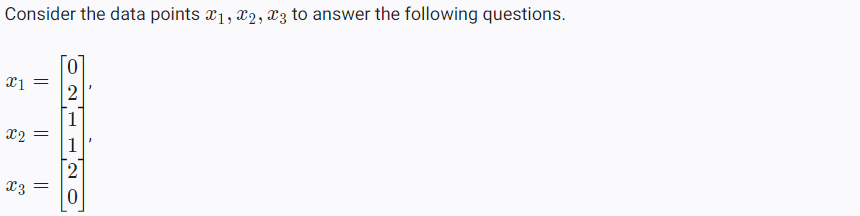 Consider the data points x₁, x₂, x₃ to answer the following questions.
x₁ = [0 2],
x₂ = [1 1],
x₃ = [2 0]